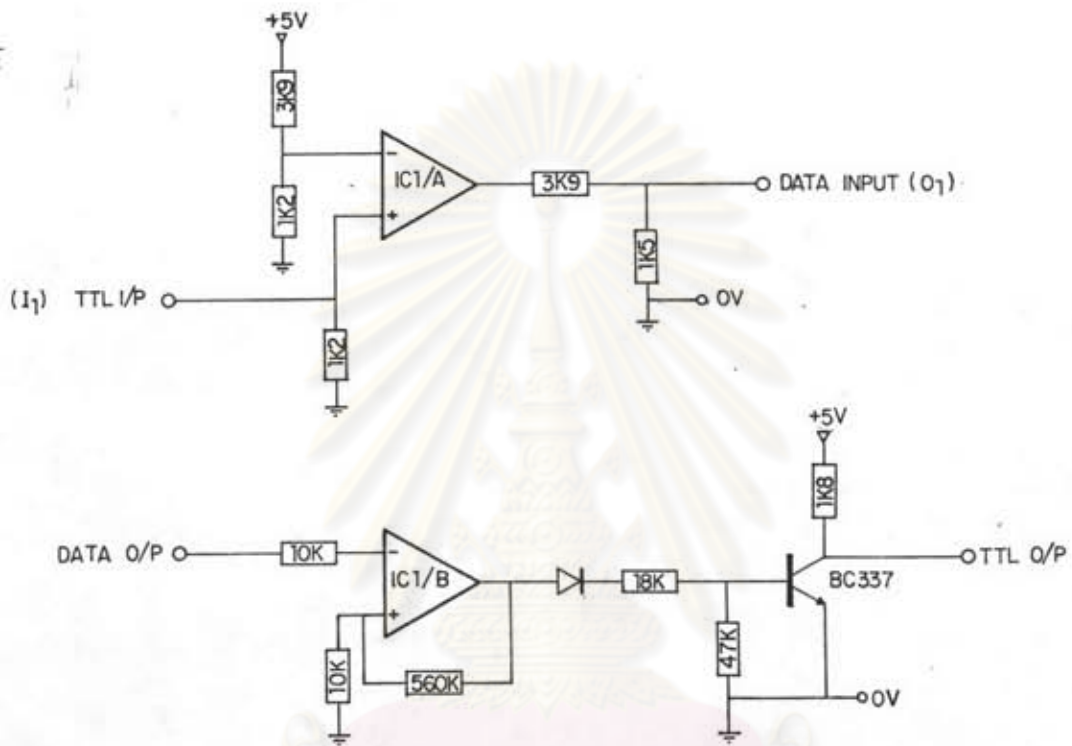 +5V
3K9
IC1/A
-
+
1K2
3K9
DATA INPUT (O1)
1K5
0V
(I1) TTL I/P
1K2
+5V
1K8
DATA O/P
10K
-
+
IC1/B
18K
BC337
TTL O/P
10K
560K
47K
0V